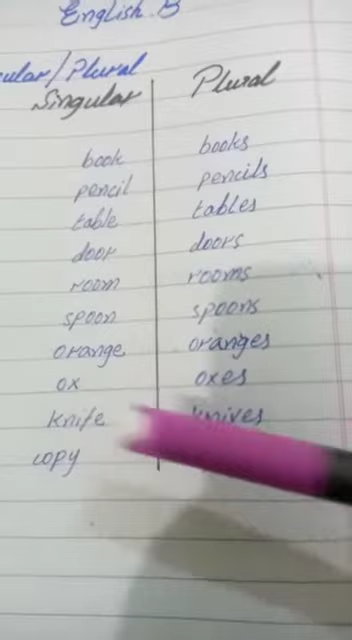 English B
ular/Plural
Singular Plural
book books
pencil pencils
table tables
door doors
room rooms
spoon spoons
orange oranges
ox oxes
knife knives
copy